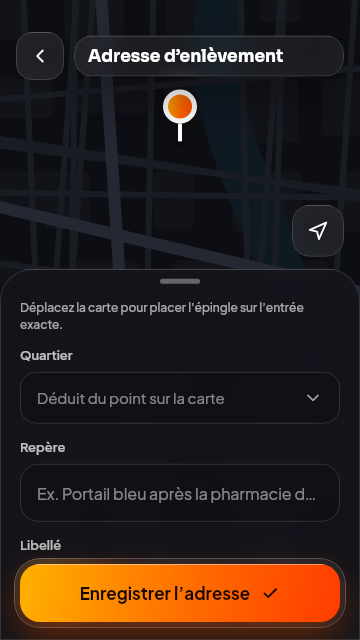 Adresse d’enlèvement
Déplacez la carte pour placer l’épingle sur l’entrée
exacte.
Quartier
Déduit du point sur la carte
Repère
Ex. Portail bleu après la pharmacie d…
Libellé
Enregistrer l’adresse